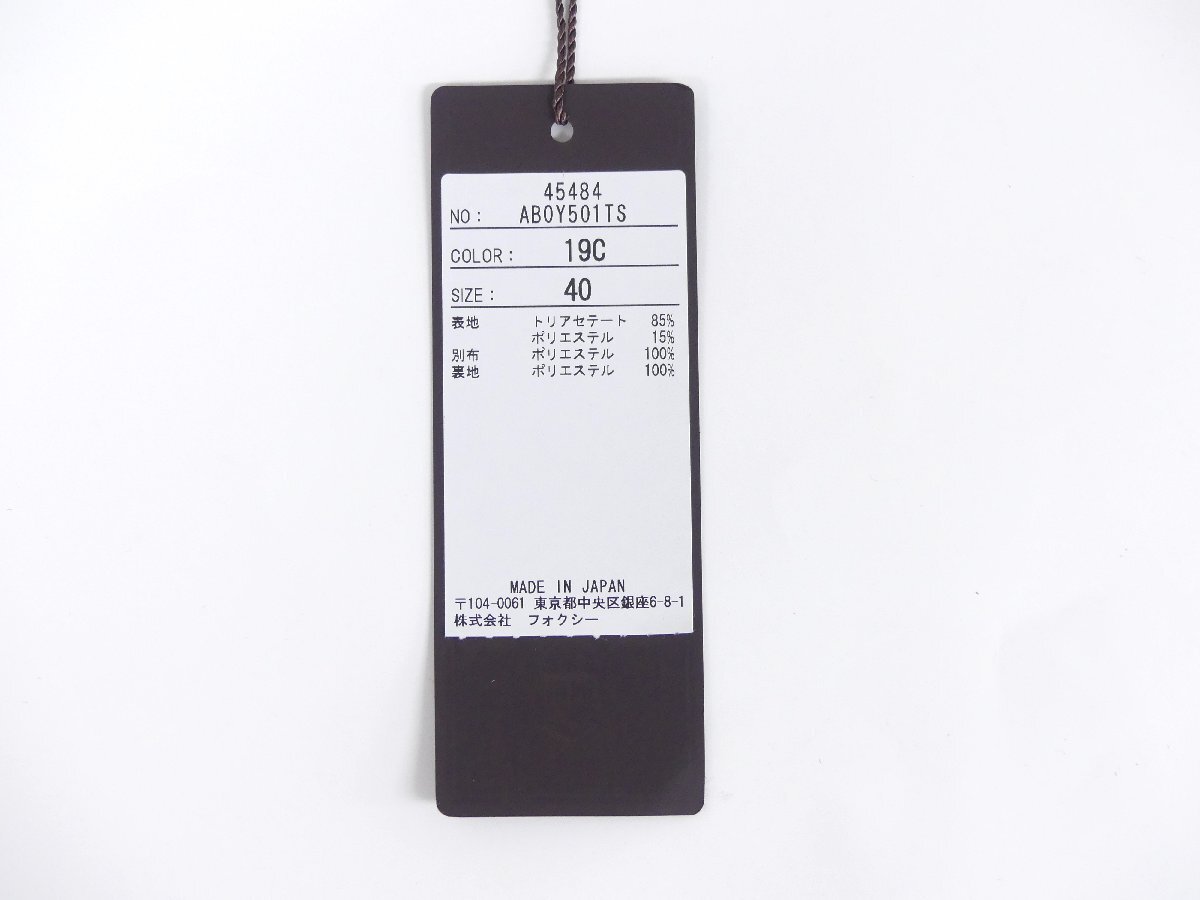 45484
NO: AB0Y501TS
COLOR: 19C
SIZE: 40
表地 トリアセテート 85%
ポリエステル 15%
別布 ポリエステル 100%
裏地 ポリエステル 100%
MADE IN JAPAN
〒104-0061 東京都中央区銀座6-8-1
株式会社 フォクシー